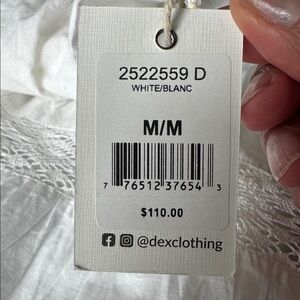 2522559 D
WHITE/BLANC
M/M
7 76512 37654 3
$110.00
@dexclothing